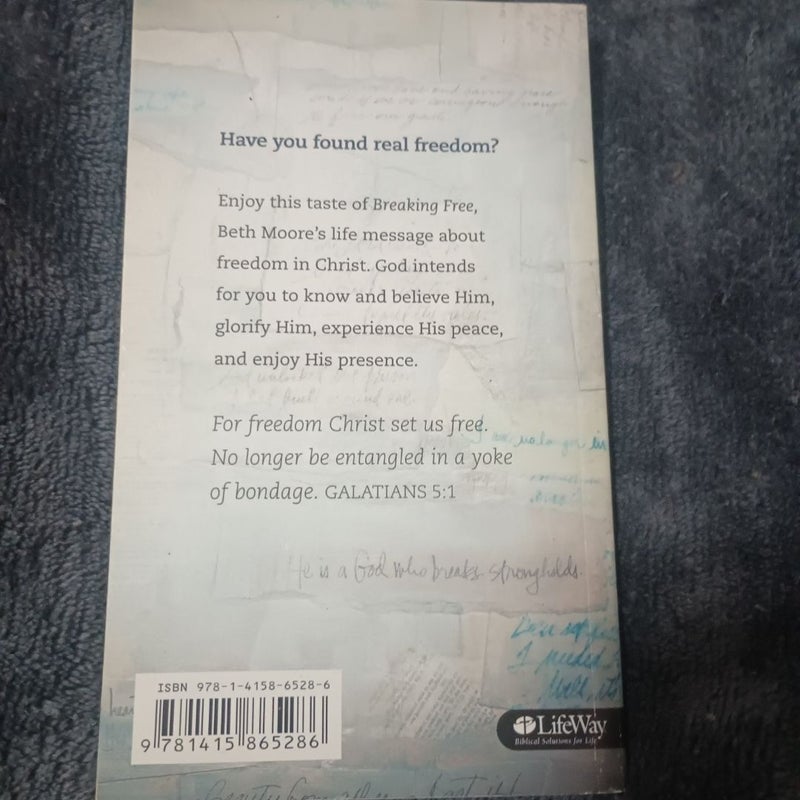 Have you found real freedom?
Enjoy this taste of Breaking Free,
Beth Moore's life message about
freedom in Christ. God intends
for you to know and believe Him,
glorify Him, experience His peace,
and enjoy His presence.
For freedom Christ set us free.
No longer be entangled in a yoke
of bondage. GALATIANS 5:1
He is a God who breaks strongholds.
I needed
ISBN 978-1-4158-6528-6
9 781415 865286
LifeWay
Biblical Solutions for Life